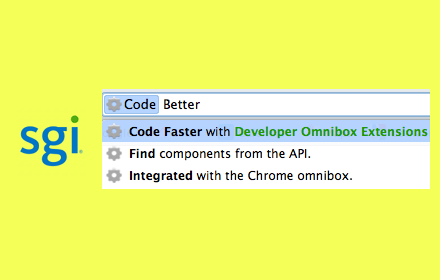 sgi
Code Better
Code Faster with Developer Omnibox Extensions
Find components from the API.
Integrated with the Chrome omnibox.